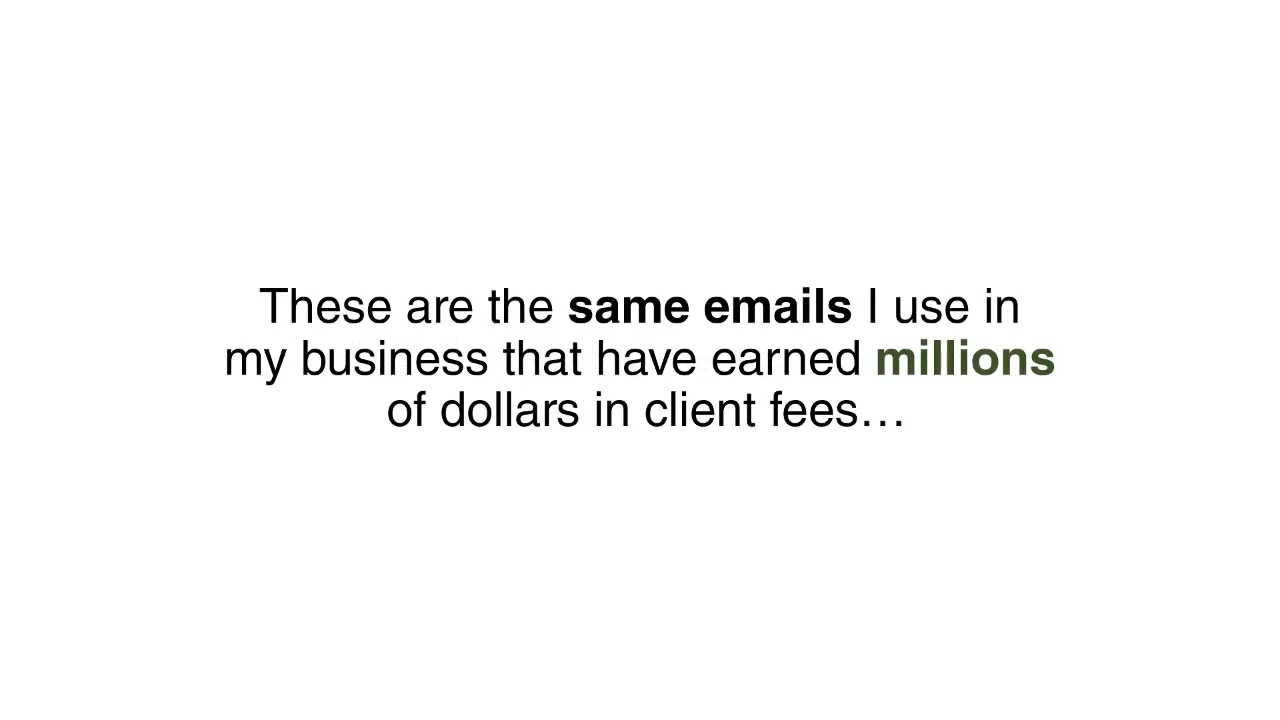 These are the same emails I use in
my business that have earned millions
of dollars in client fees…